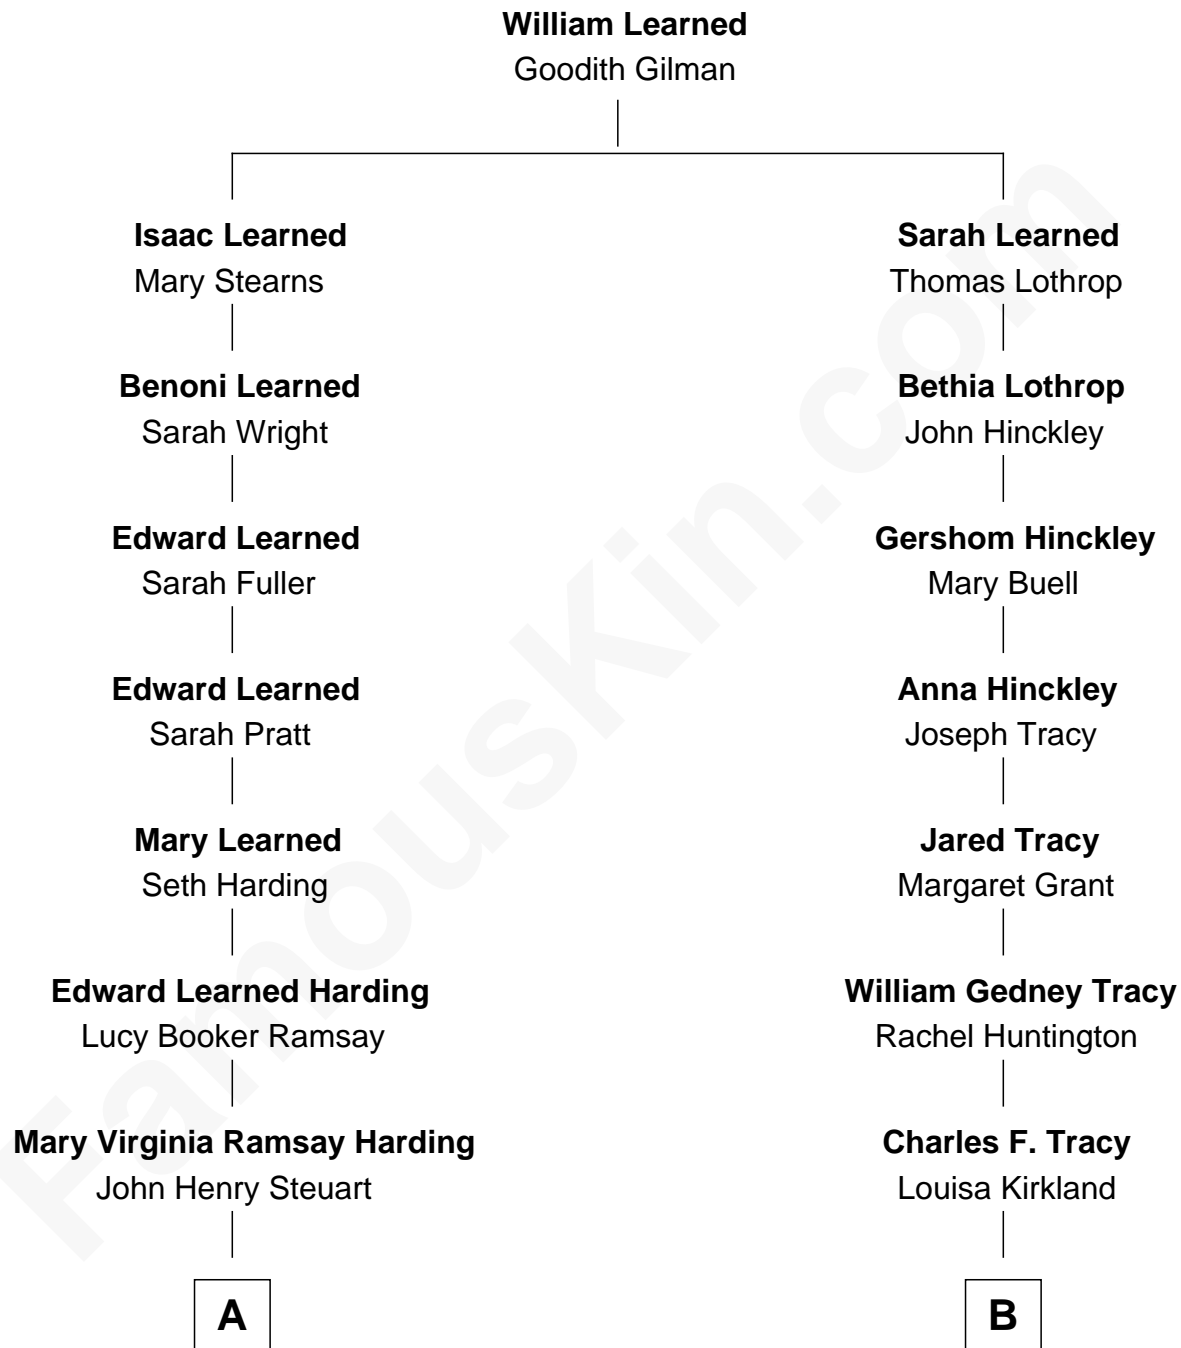 William Learned
Goodith Gilman
Isaac Learned
Mary Stearns
Sarah Learned
Thomas Lothrop
Benoni Learned
Sarah Wright
Bethia Lothrop
John Hinckley
Edward Learned
Sarah Fuller
Gershom Hinckley
Mary Buell
Edward Learned
Sarah Pratt
Anna Hinckley
Joseph Tracy
Mary Learned
Seth Harding
Jared Tracy
Margaret Grant
Edward Learned Harding
Lucy Booker Ramsay
William Gedney Tracy
Rachel Huntington
Mary Virginia Ramsay Harding
John Henry Steuart
Charles F. Tracy
Louisa Kirkland
A
B
FamousKin.com